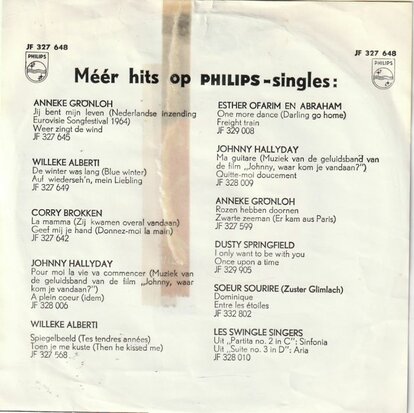 JF 327 648
PHILIPS
JF 327 648
PHILIPS
Méér hits op PHILIPS-singles:
ANNEKE GRÖNLOH
Jij bent mijn leven (Nederlandse inzending
Eurovisie Songfestival 1964)
Weer zingt de wind
JF 327 645
WILLEKE ALBERTI
De winter was lang (Blue winter)
Auf wiederseh'n, mein Liebling
JF 327 649
CORRY BROKKEN
La mamma (Zij kwamen overal vandaan)
Geef mij je hand (Donnez-moi la main)
JF 327 642
JOHNNY HALLYDAY
Pour moi la vie va commencer (Muziek van
de geluidsband van de film „Johnny, waar
kom je vandaan?")
A plein coeur (idem)
JF 328 006
WILLEKE ALBERTI
Spiegelbeeld (Tes tendres années)
Toen je me kuste (Then he kissed me)
JF 327 568
ESTHER OFARIM EN ABRAHAM
One more dance (Darling go home)
Freight train
JF 329 008
JOHNNY HALLYDAY
Ma guitare (Muziek van de geluidsband van
de film „Johnny, waar kom je vandaan?")
Quitte-moi doucement
JF 328 009
ANNEKE GRÖNLOH
Rozen hebben doornen
Zwarte zeeman (Er kam aus Paris)
JF 327 599
DUSTY SPRINGFIELD
I only want to be with you
Once upon a time
JF 329 905
SOEUR SOURIRE (Zuster Glimlach)
Dominique
Entre les étoiles
JF 332 802
LES SWINGLE SINGERS
Uit „Partita no. 2 in C": Sinfonia
Uit „Suite no. 3 in D": Aria
JF 328 010